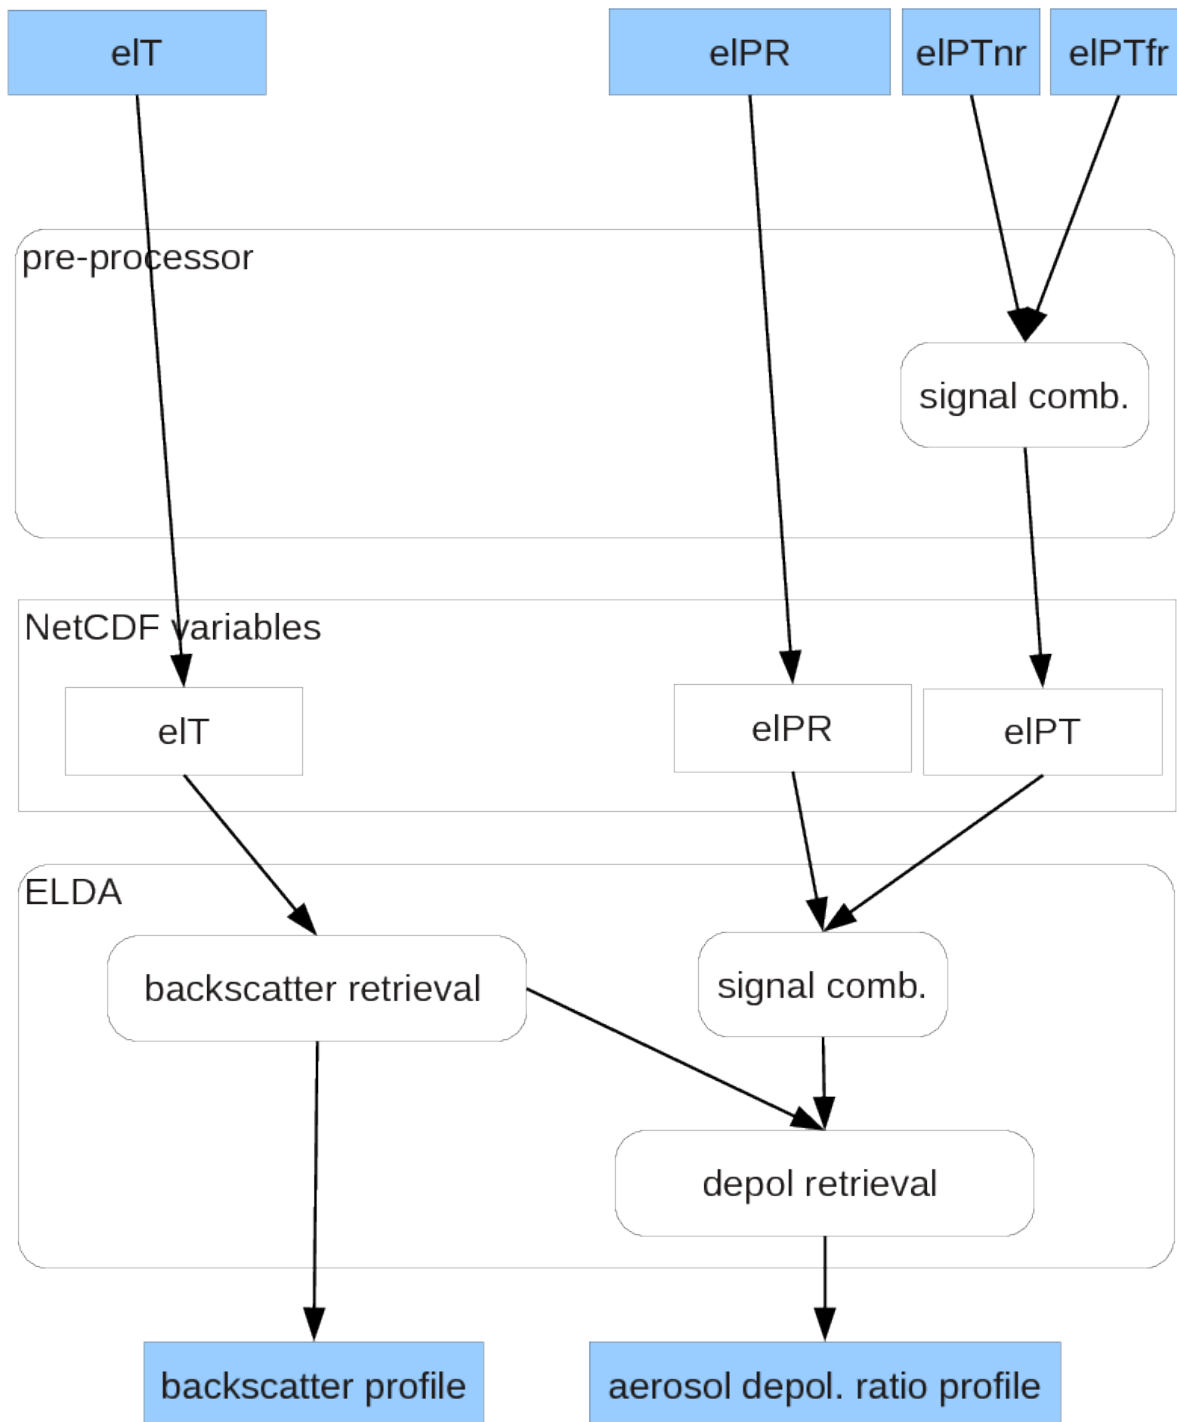 elT
elPR
elPTnr
elPTfr
pre-processor
signal comb.
NetCDF variables
elT
elPR
elPT
ELDA
backscatter retrieval
signal comb.
depol retrieval
backscatter profile
aerosol depol. ratio profile